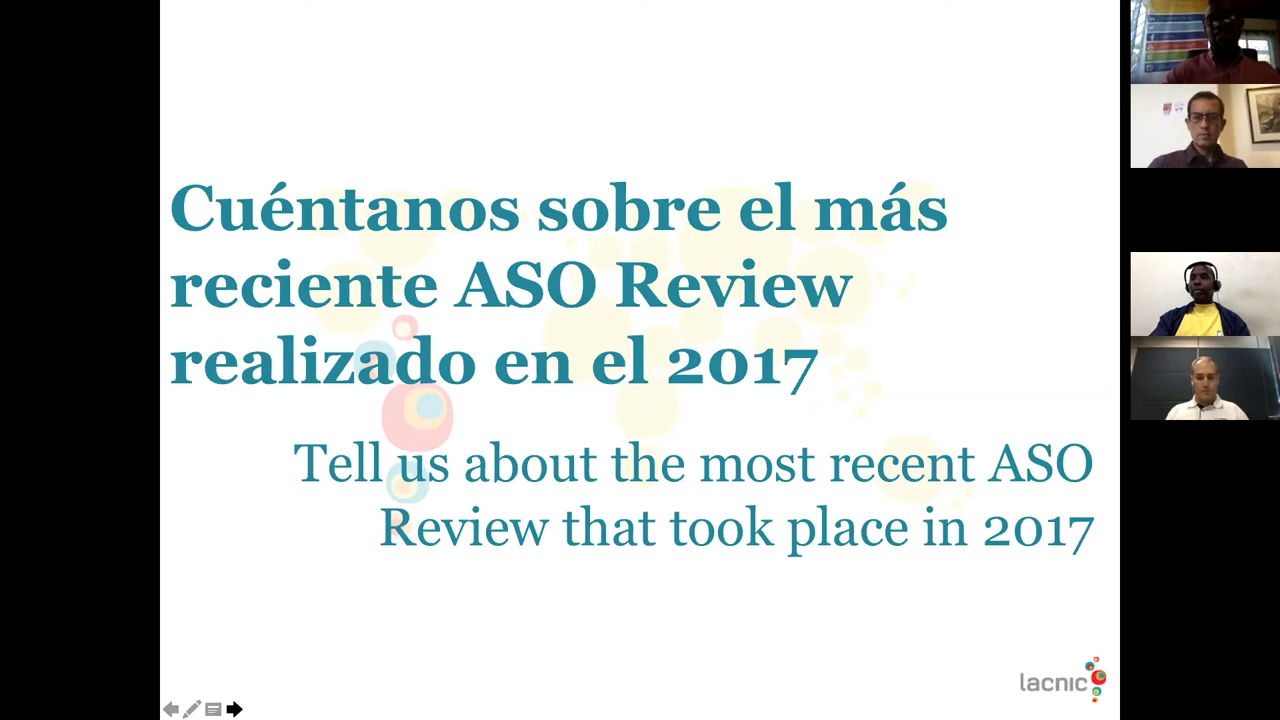 Cuéntanos sobre el más
reciente ASO Review
realizado en el 2017
Tell us about the most recent ASO
Review that took place in 2017
lacnic